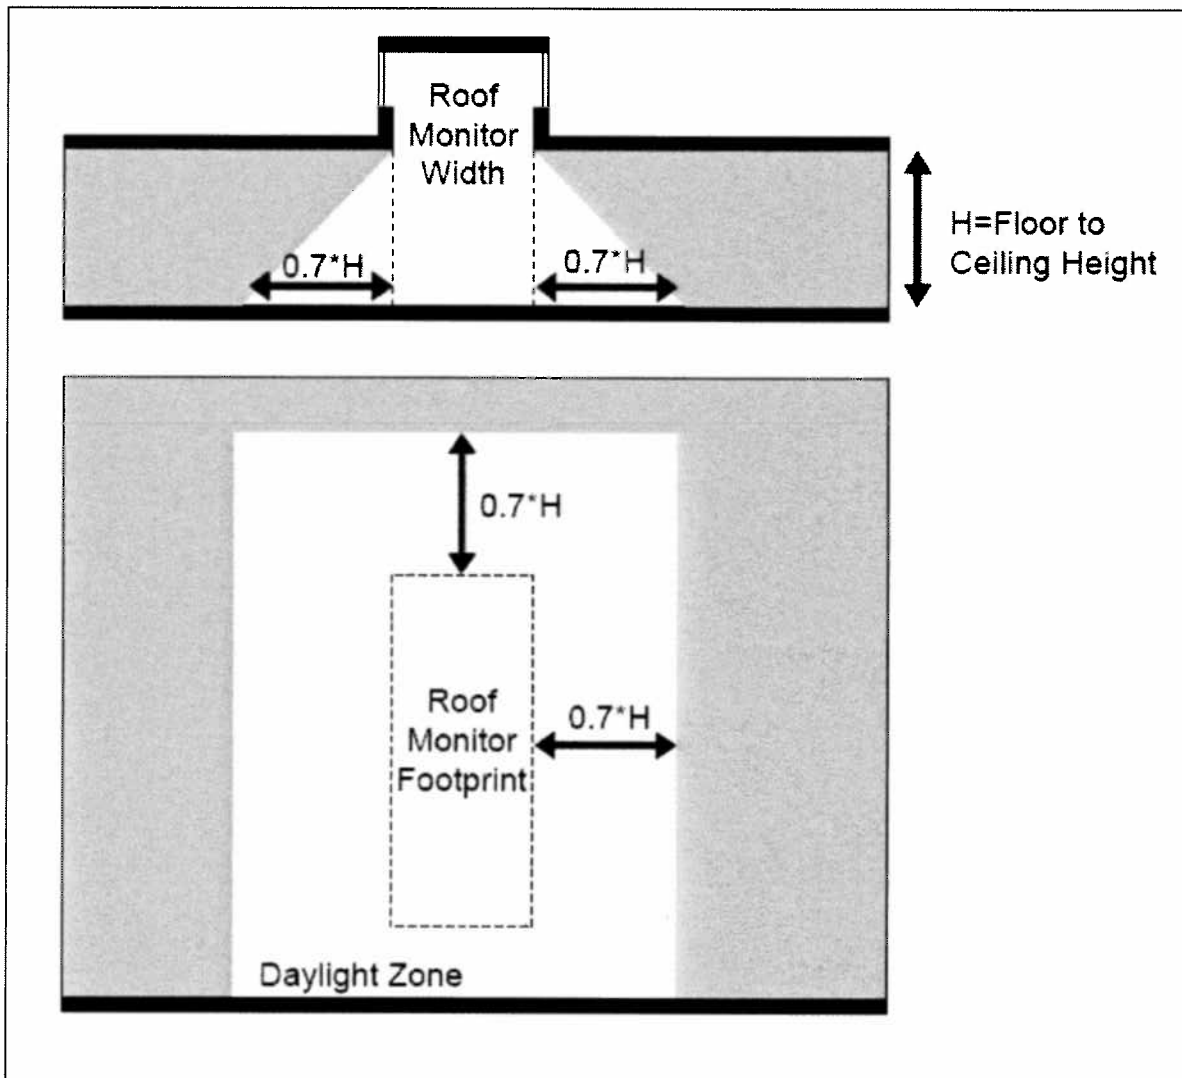 Roof
Monitor
Width
H=Floor to
Ceiling Height
0.7*H
0.7*H
0.7*H
Roof
Monitor
Footprint
0.7*H
Daylight Zone